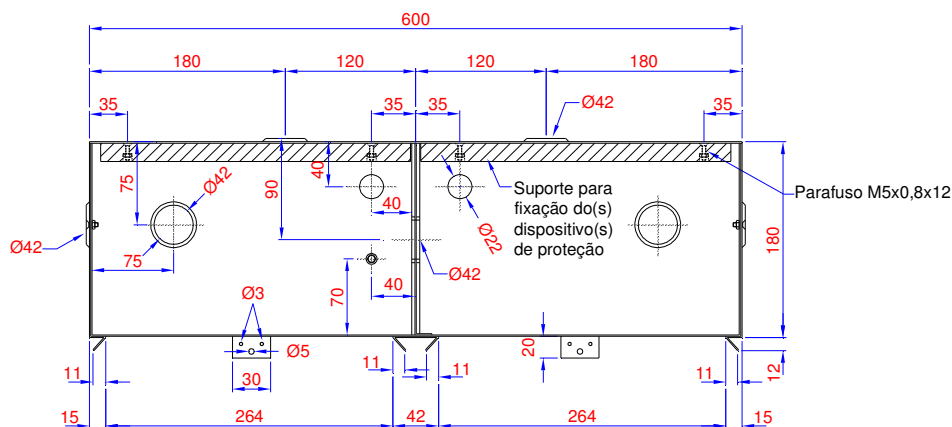 600
180 120 120 180
35 35 35 Ø42 35
75 Ø42 90 40 40 Ø22
Suporte para
fixação do(s)
dispositivo(s)
de proteção
Parafuso M5x0,8x12
180
Ø42 75 Ø42
70 40
Ø3
Ø5 20
11 30 11 11 11 12
15 264 42 264 15